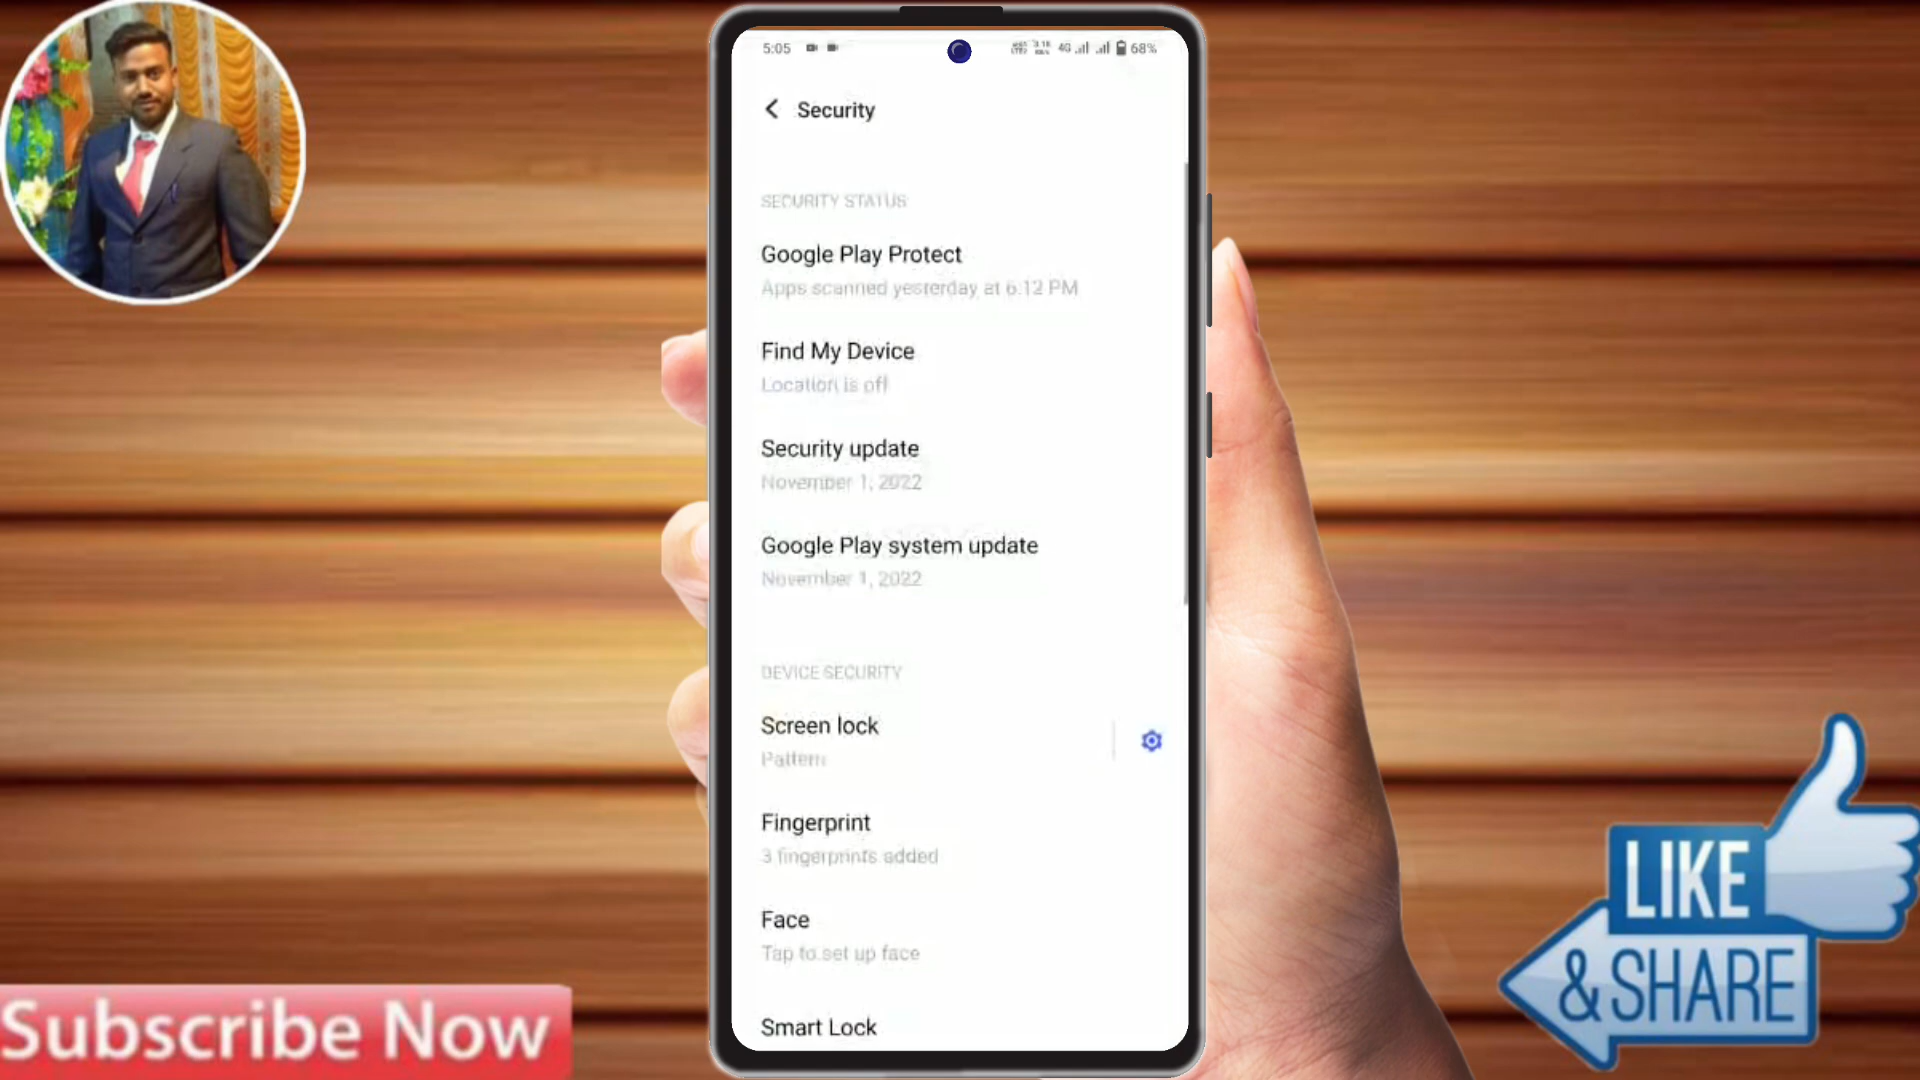 5:05
4G
68%
Security
SECURITY STATUS
Google Play Protect
Apps scanned yesterday at 6:12 PM
Find My Device
Location is off
Security update
November 1, 2022
Google Play system update
November 1, 2022
DEVICE SECURITY
Screen lock
Pattern
Fingerprint
3 fingerprints added
Face
Tap to set up face
Smart Lock
Subscribe Now
LIKE
& SHARE